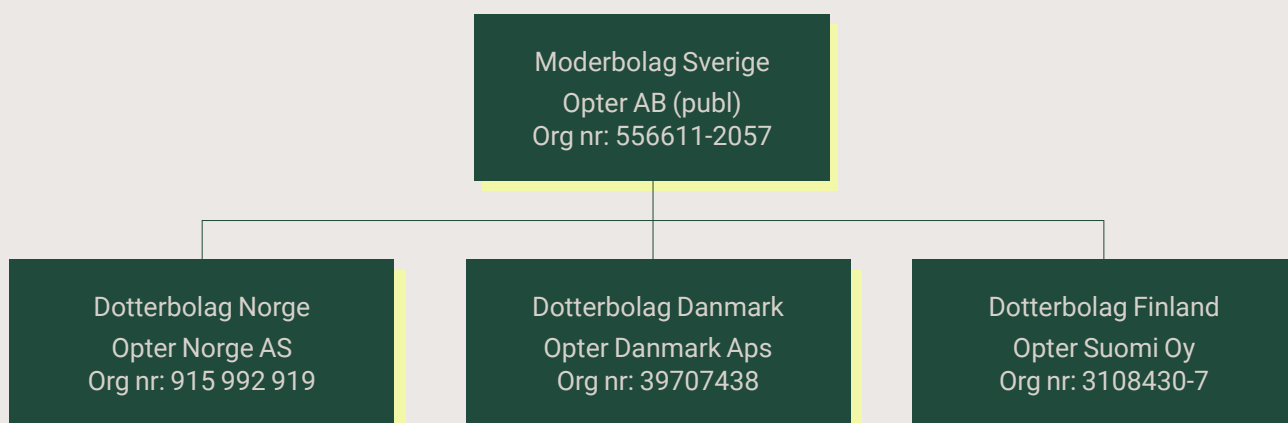 Moderbolag Sverige
Opter AB (publ)
Org nr: 556611-2057
Dotterbolag Norge
Opter Norge AS
Org nr: 915 992 919
Dotterbolag Danmark
Opter Danmark Aps
Org nr: 39707438
Dotterbolag Finland
Opter Suomi Oy
Org nr: 3108430-7